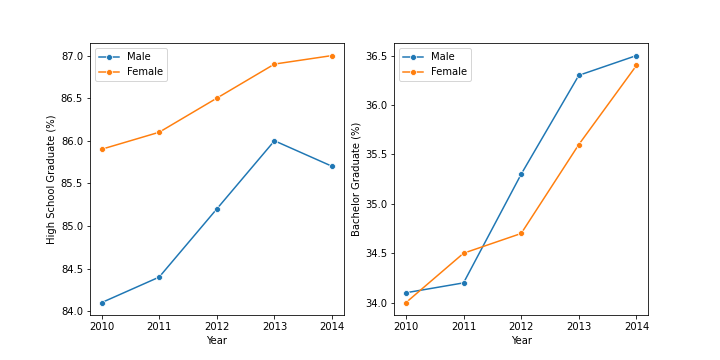 Male
Female
87.0
86.5
86.0
85.5
85.0
84.5
84.0
High School Graduate (%)
2010 2011 2012 2013 2014
Year
Male
Female
36.5
36.0
35.5
35.0
34.5
34.0
Bachelor Graduate (%)
2010 2011 2012 2013 2014
Year